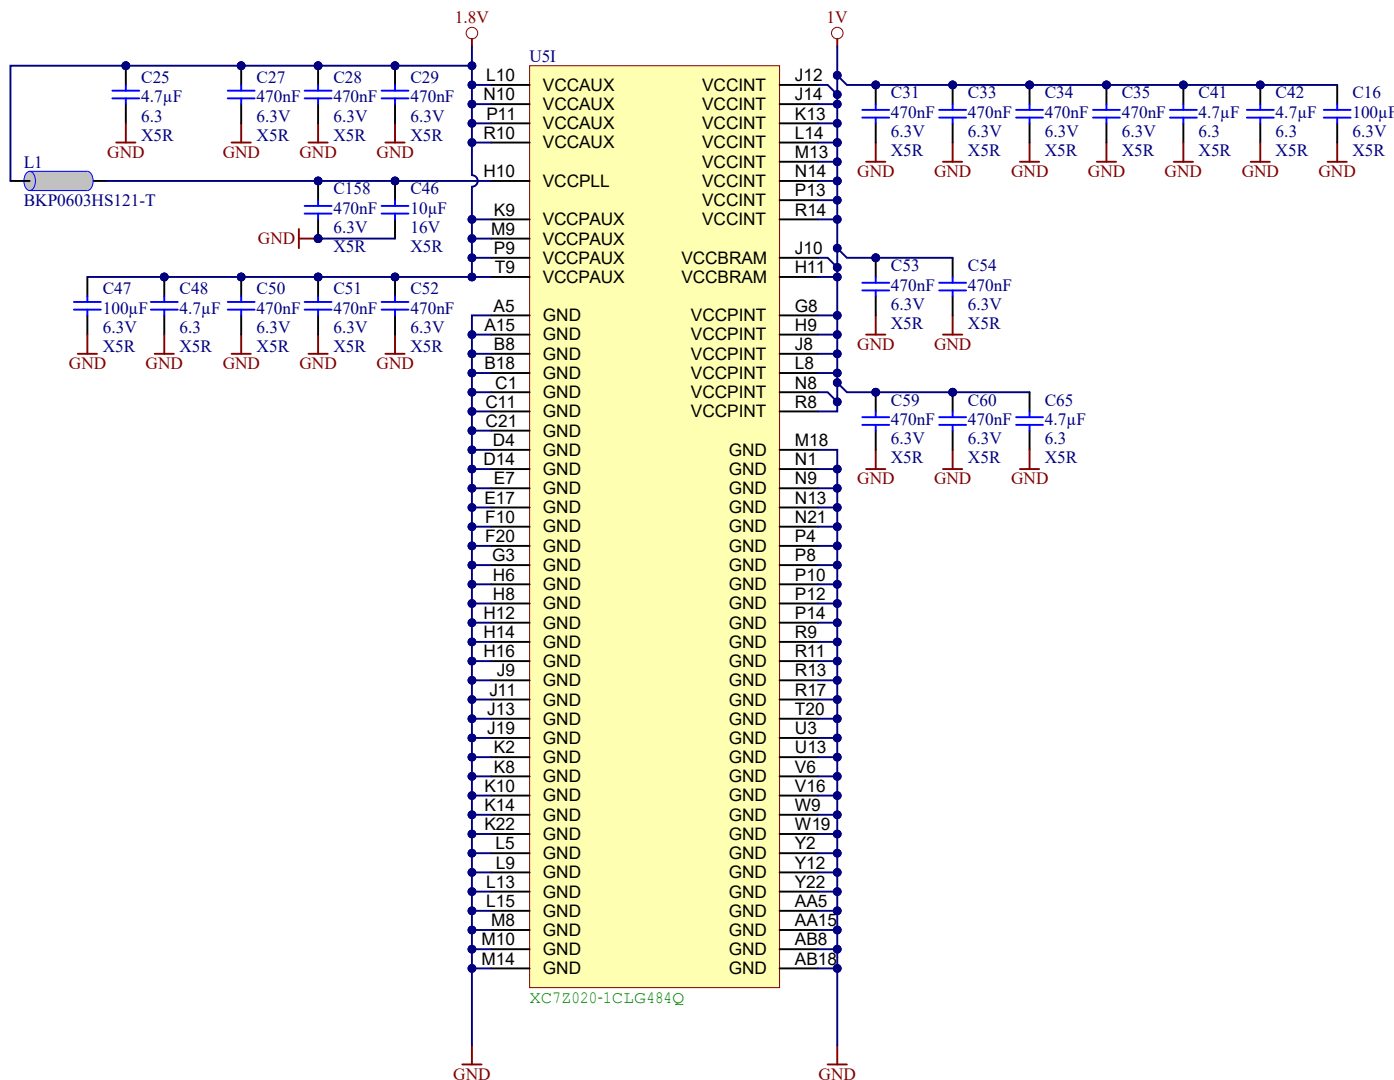 1.8V
1V
U5I
C25
4.7µF
6.3
X5R
GND
C27
470nF
6.3V
X5R
GND
C28
470nF
6.3V
X5R
GND
C29
470nF
6.3V
X5R
GND
L1
BKP0603HS121-T
C158
470nF
6.3V
X5R
C46
10µF
16V
X5R
GND
C47
100µF
6.3V
X5R
GND
C48
4.7µF
6.3
X5R
GND
C50
470nF
6.3V
X5R
GND
C51
470nF
6.3V
X5R
GND
C52
470nF
6.3V
X5R
GND
L10 VCCAUX
N10 VCCAUX
P11 VCCAUX
R10 VCCAUX
H10 VCCPLL
K9 VCCPAUX
M9 VCCPAUX
P9 VCCPAUX
T9 VCCPAUX
A5 GND
A15 GND
B8 GND
B18 GND
C1 GND
C11 GND
C21 GND
D4 GND
D14 GND
E7 GND
E17 GND
F10 GND
F20 GND
G3 GND
H6 GND
H8 GND
H12 GND
H14 GND
H16 GND
J9 GND
J11 GND
J13 GND
J19 GND
K2 GND
K8 GND
K10 GND
K14 GND
K22 GND
L5 GND
L9 GND
L13 GND
L15 GND
M8 GND
M10 GND
M14 GND
VCCINT J12
VCCINT J14
VCCINT K13
VCCINT L14
VCCINT M13
VCCINT N14
VCCINT P13
VCCINT R14
VCCBRAM J10
VCCBRAM H11
VCCPINT G8
VCCPINT H9
VCCPINT J8
VCCPINT L8
VCCPINT N8
VCCPINT R8
GND M18
GND N1
GND N9
GND N13
GND N21
GND P4
GND P8
GND P10
GND P12
GND P14
GND R9
GND R11
GND R13
GND R17
GND T20
GND U3
GND U13
GND V6
GND V16
GND W9
GND W19
GND Y2
GND Y12
GND Y22
GND AA5
GND AA15
GND AB8
GND AB18
C31
470nF
6.3V
X5R
GND
C33
470nF
6.3V
X5R
GND
C34
470nF
6.3V
X5R
GND
C35
470nF
6.3V
X5R
GND
C41
4.7µF
6.3
X5R
GND
C42
4.7µF
6.3
X5R
GND
C16
100µF
6.3V
X5R
GND
C53
470nF
6.3V
X5R
GND
C54
470nF
6.3V
X5R
GND
C59
470nF
6.3V
X5R
GND
C60
470nF
6.3V
X5R
GND
C65
4.7µF
6.3
X5R
GND
XC7Z020-1CLG484Q
GND
GND